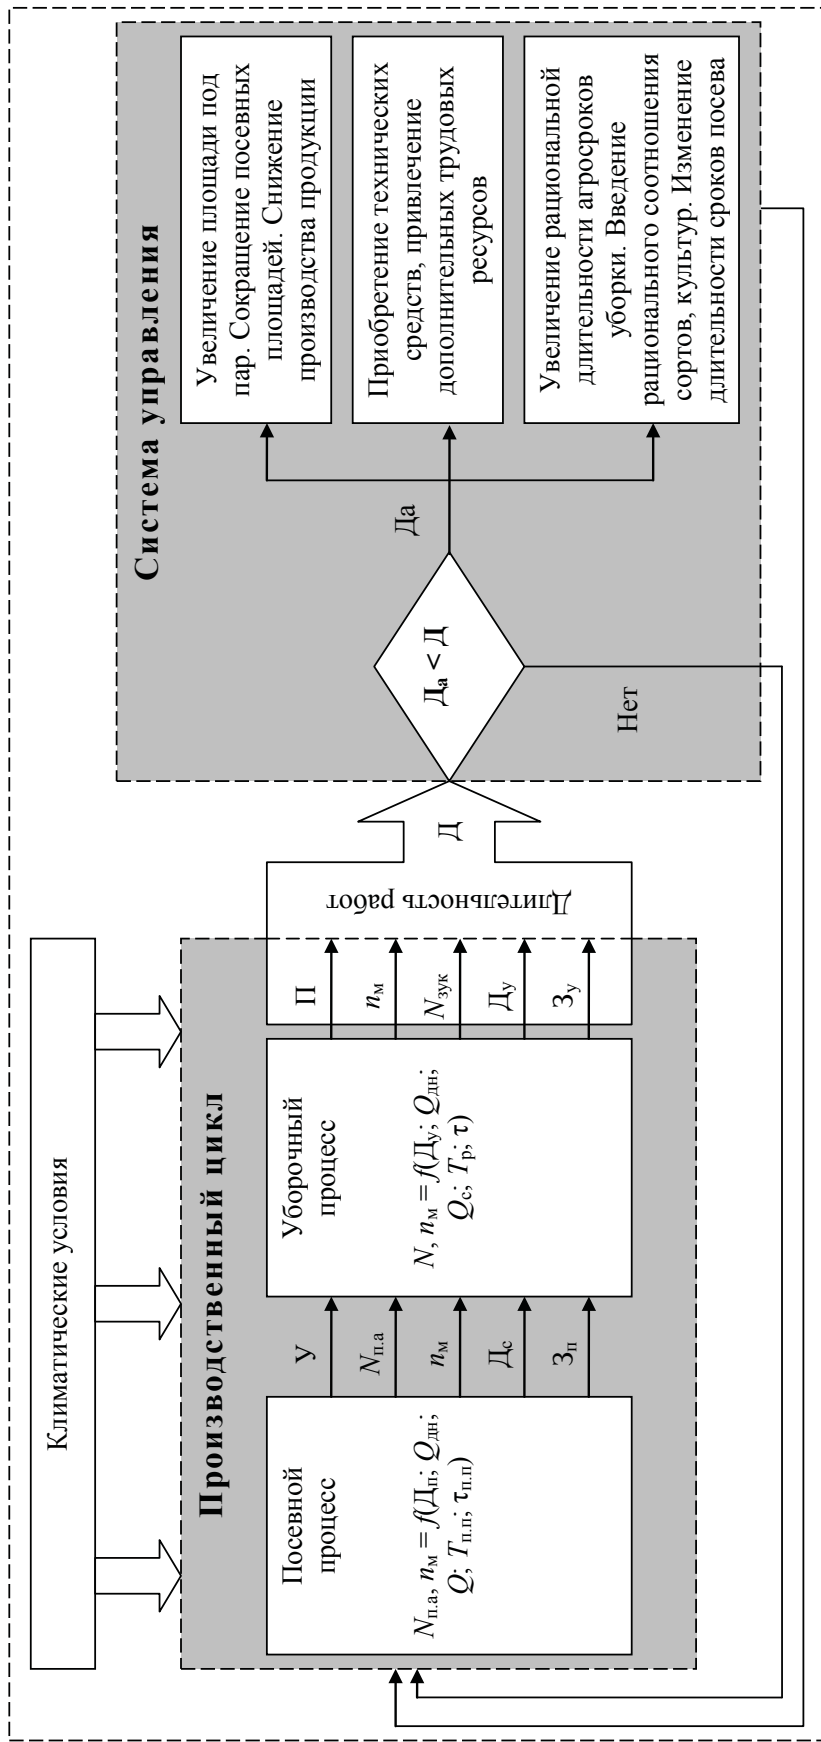 Климатические условия
Производственный цикл
Посевной
процесс
Nп.а, nм = f(Дп; Qдн;
Q; Tп.п; τп.п)
У
Nп.а
nм
Дс
Зп
Уборочный
процесс
N, nм = f(Ду; Qдн;
Qс; Tр; τ)
П
nм
Nзук
Ду
Зу
Длительность работ
Д
Система управления
Да < Д
Да
Нет
Увеличение площади под
пар. Сокращение посевных
площадей. Снижение
производства продукции
Приобретение технических
средств, привлечение
дополнительных трудовых
ресурсов
Увеличение рациональной
длительности агросроков
уборки. Введение
рационального соотношения
сортов, культур. Изменение
длительности сроков посева